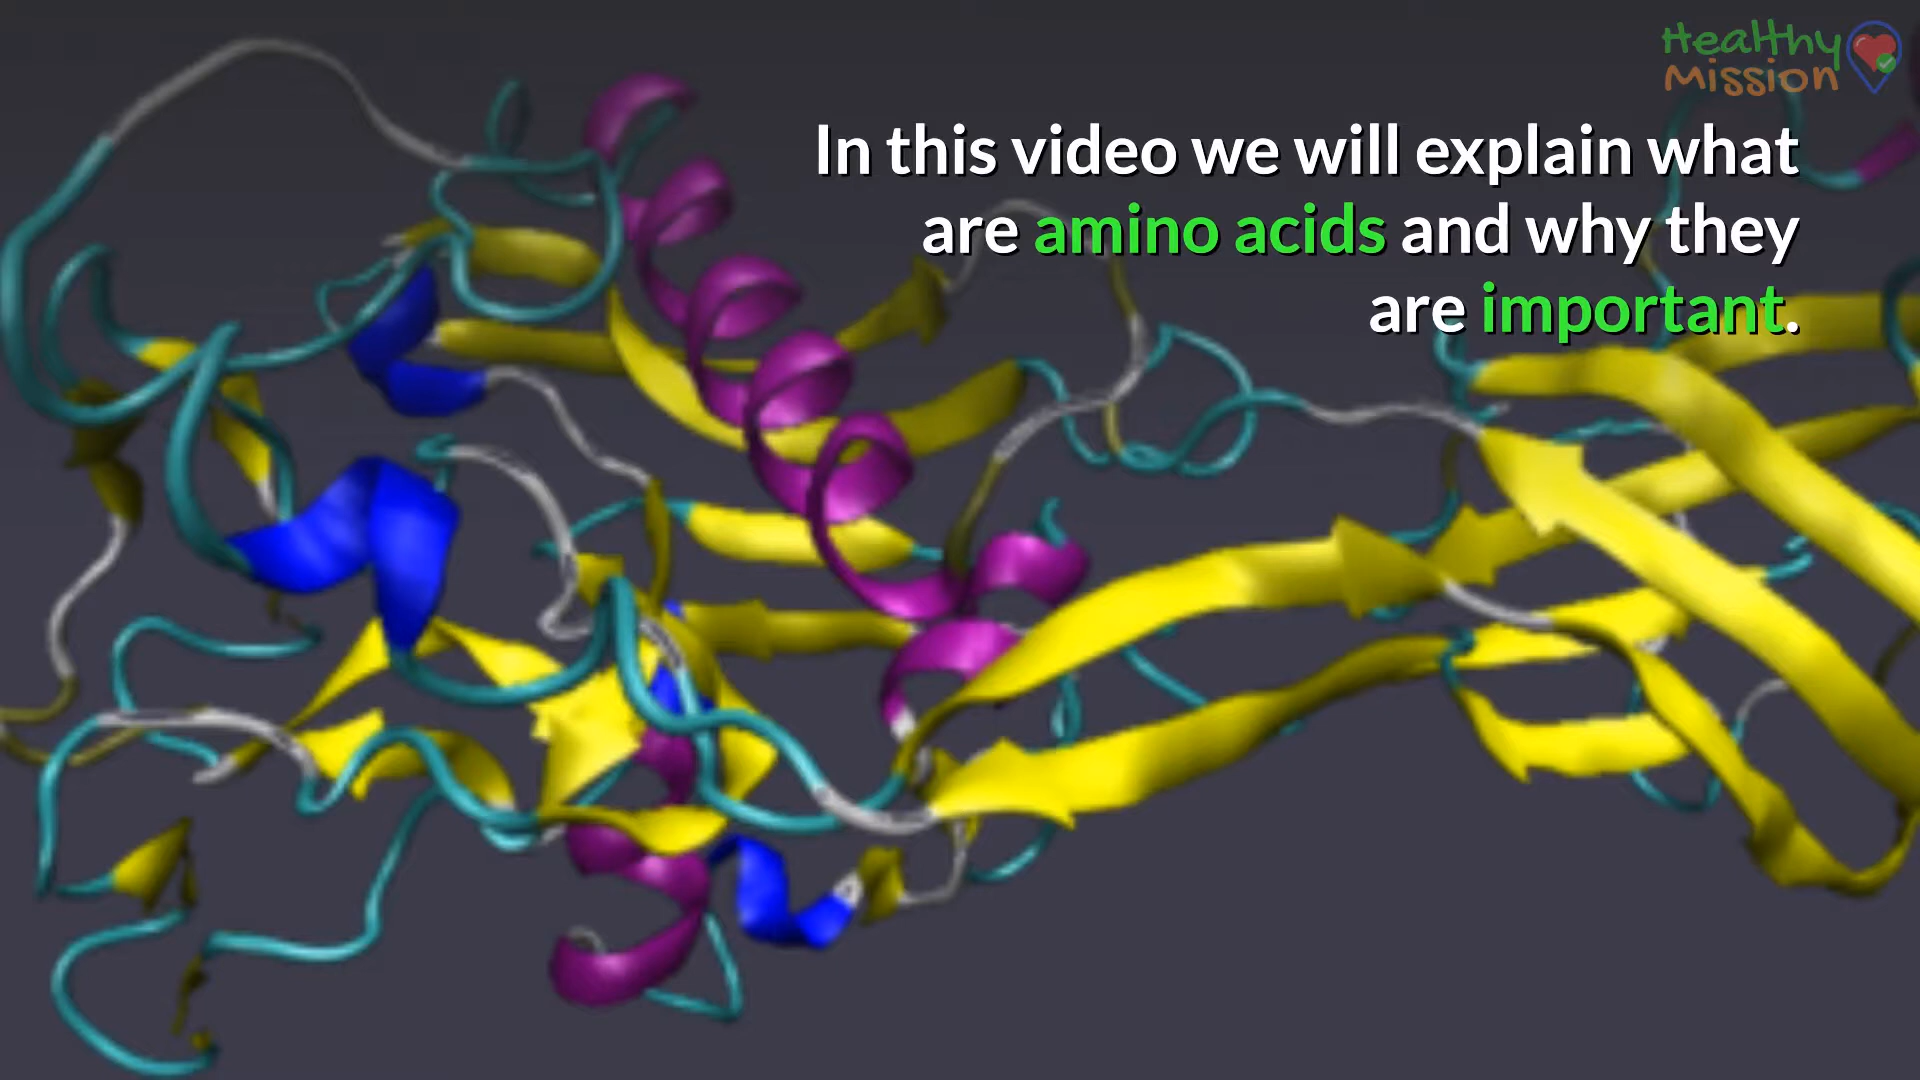 Healthy
Mission
In this video we will explain what
are amino acids and why they
are important.